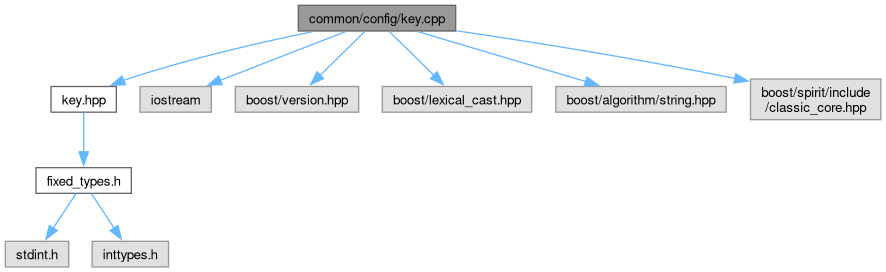 common/config/key.cpp
key.hpp
iostream
boost/version.hpp
boost/lexical_cast.hpp
boost/algorithm/string.hpp
boost/spirit/include
/classic_core.hpp
fixed_types.h
stdint.h
inttypes.h